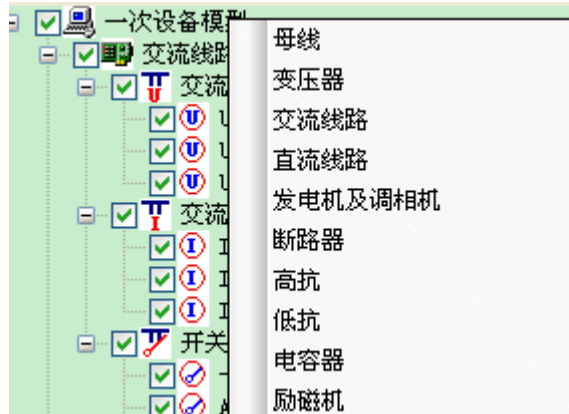 一次设备模型
交流线路
交流
U
U
U
交流
I
I
I
开关
母线
变压器
交流线路
直流线路
发电机及调相机
断路器
高抗
低抗
电容器
励磁机